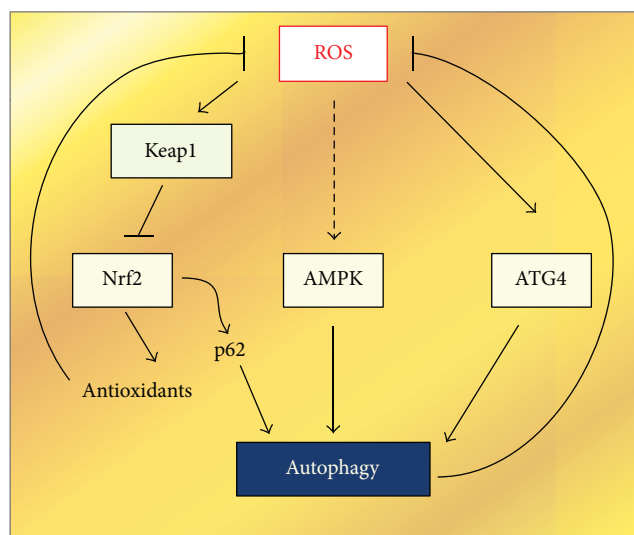 ROS
Keap1
Nrf2
AMPK
ATG4
p62
Antioxidants
Autophagy